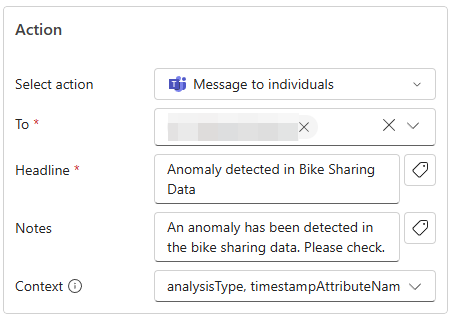 Action
Select action
Message to individuals
To *
Headline *
Anomaly detected in Bike Sharing
Data
Notes
An anomaly has been detected in
the bike sharing data. Please check.
Context
analysisType, timestampAttributeNam